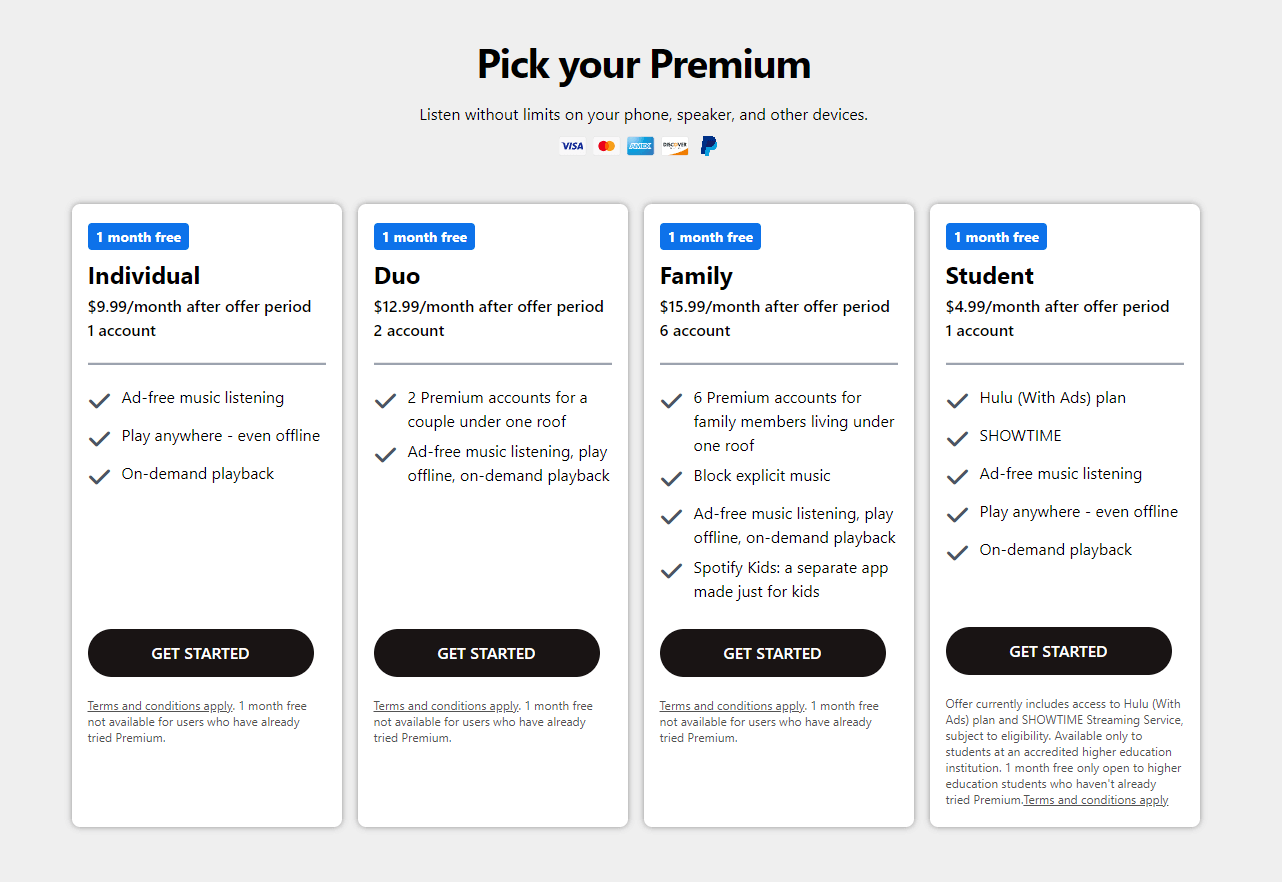 Pick your Premium
Listen without limits on your phone, speaker, and other devices.
VISA AMEX DISCOVER
1 month free
Individual
$9.99/month after offer period
1 account
Ad-free music listening
Play anywhere - even offline
On-demand playback
GET STARTED
Terms and conditions apply. 1 month free
not available for users who have already
tried Premium.
1 month free
Duo
$12.99/month after offer period
2 account
2 Premium accounts for a
couple under one roof
Ad-free music listening, play
offline, on-demand playback
GET STARTED
Terms and conditions apply. 1 month free
not available for users who have already
tried Premium.
1 month free
Family
$15.99/month after offer period
6 account
6 Premium accounts for
family members living under
one roof
Block explicit music
Ad-free music listening, play
offline, on-demand playback
Spotify Kids: a separate app
made just for kids
GET STARTED
Terms and conditions apply. 1 month free
not available for users who have already
tried Premium.
1 month free
Student
$4.99/month after offer period
1 account
Hulu (With Ads) plan
SHOWTIME
Ad-free music listening
Play anywhere - even offline
On-demand playback
GET STARTED
Offer currently includes access to Hulu (With
Ads) plan and SHOWTIME Streaming Service,
subject to eligibility. Available only to
students at an accredited higher education
institution. 1 month free only open to higher
education students who haven't already
tried Premium.Terms and conditions apply